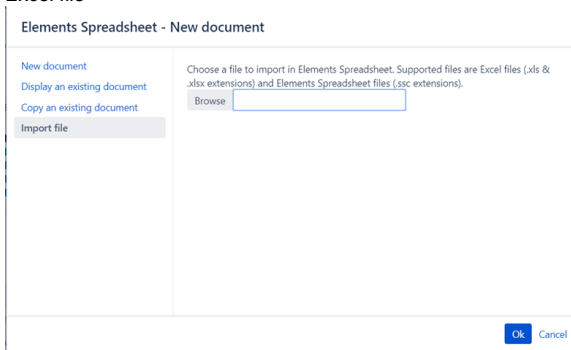 Excel file
Elements Spreadsheet - New document
New document
Display an existing document
Copy an existing document
Import file
Choose a file to import in Elements Spreadsheet. Supported files are Excel files (.xls &
.xlsx extensions) and Elements Spreadsheet files (.ssc extensions).
Browse
Ok Cancel